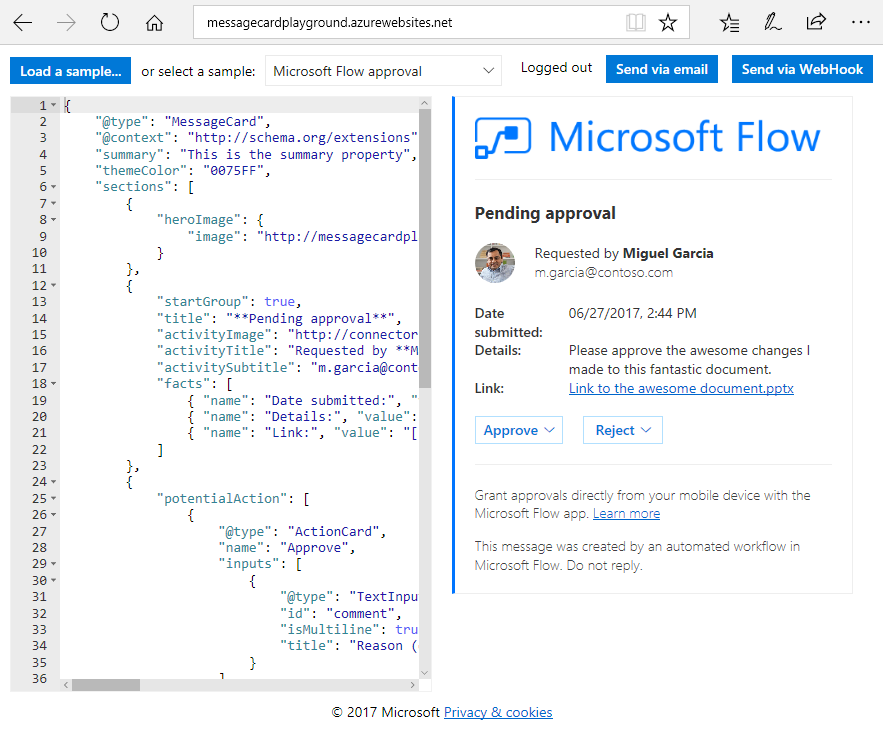 messagecardplayground.azurewebsites.net
Load a sample... or select a sample: Microsoft Flow approval Logged out Send via email Send via WebHook
1 {
2 "@type": "MessageCard",
3 "@context": "http://schema.org/extensions"
4 "summary": "This is the summary property",
5 "themeColor": "0075FF",
6 "sections": [
7 {
8 "heroImage": {
9 "image": "http://messagecardpl
10 }
11 },
12 {
13 "startGroup": true,
14 "title": "**Pending approval**",
15 "activityImage": "http://connector
16 "activityTitle": "Requested by **M
17 "activitySubtitle": "m.garcia@cont
18 "facts": [
19 { "name": "Date submitted:", "
20 { "name": "Details:", "value":
21 { "name": "Link:", "value": "[
22 ]
23 },
24 {
25 "potentialAction": [
26 {
27 "@type": "ActionCard",
28 "name": "Approve",
29 "inputs": [
30 {
31 "@type": "TextInpu
32 "id": "comment",
33 "isMultiline": tru
34 "title": "Reason (
35 }
36 ]
Microsoft Flow
Pending approval
Requested by Miguel Garcia
m.garcia@contoso.com
Date submitted: 06/27/2017, 2:44 PM
Details: Please approve the awesome changes I
made to this fantastic document.
Link: Link to the awesome document.pptx
Approve Reject
Grant approvals directly from your mobile device with the
Microsoft Flow app. Learn more
This message was created by an automated workflow in
Microsoft Flow. Do not reply.
© 2017 Microsoft Privacy & cookies